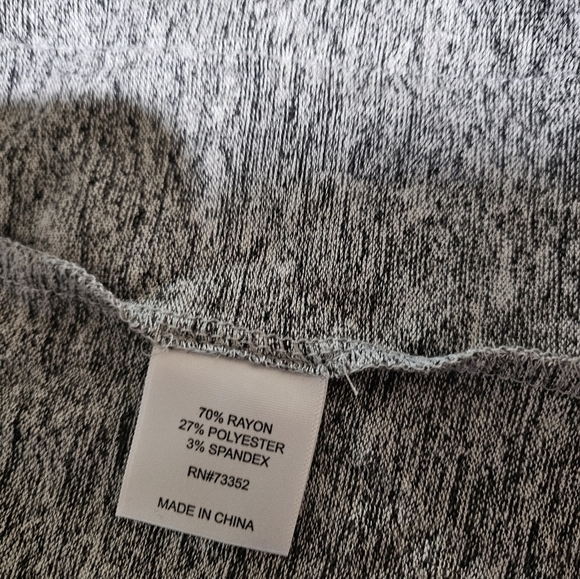 70% RAYON
27% POLYESTER
3% SPANDEX
RN#73352
MADE IN CHINA